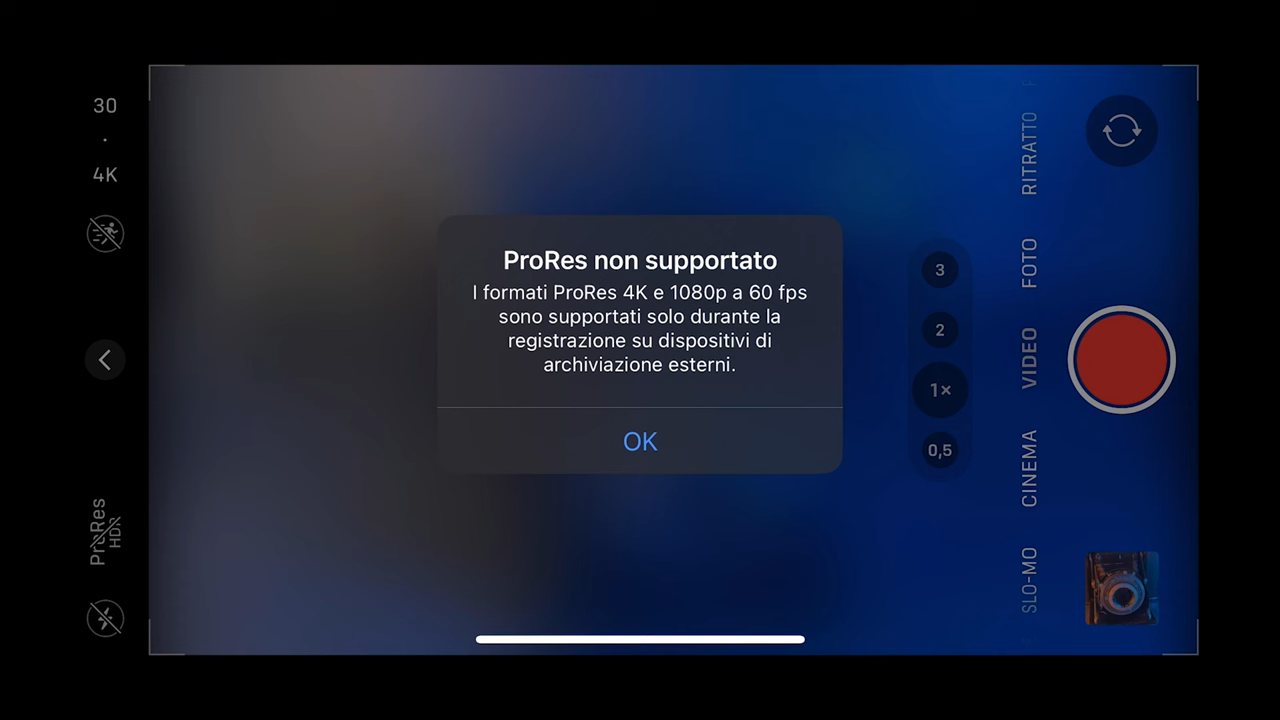 30
4K
ProRes
HDR
ProRes non supportato
I formati ProRes 4K e 1080p a 60 fps
sono supportati solo durante la
registrazione su dispositivi di
archiviazione esterni.
OK
3
2
1×
0,5
RITRATTO
FOTO
VIDEO
CINEMA
SLO-MO